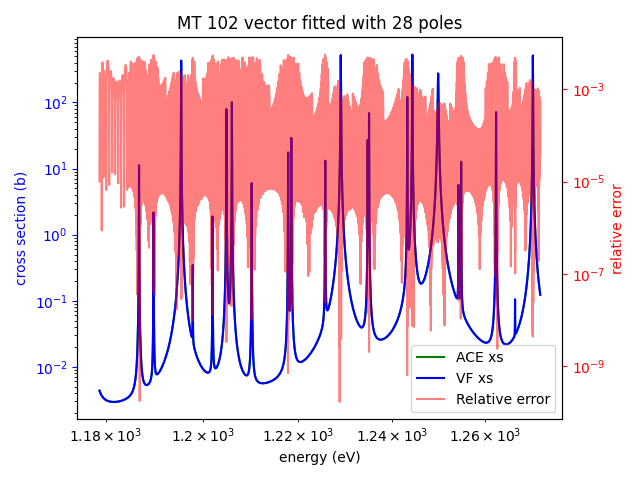 MT 102 vector fitted with 28 poles
cross section (b)
10²
10¹
10⁰
10⁻¹
10⁻²
10⁻³
10⁻⁵
10⁻⁷
10⁻⁹
relative error
ACE xs
VF xs
Relative error
1.18 × 10³ 1.2 × 10³ 1.22 × 10³ 1.24 × 10³ 1.26 × 10³
energy (eV)